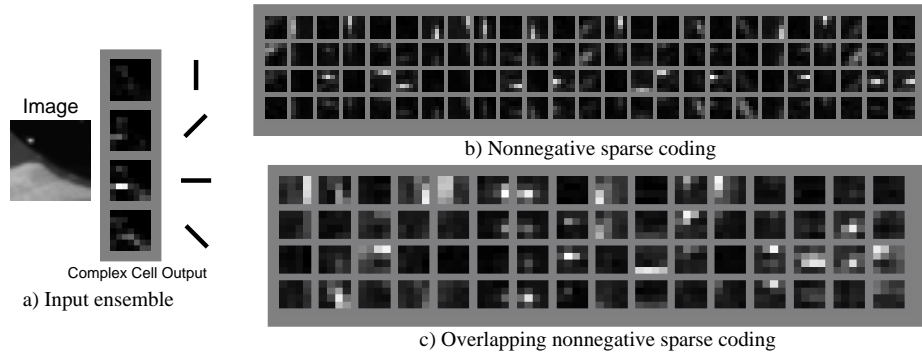 Image
Complex Cell Output
a) Input ensemble
b) Nonnegative sparse coding
c) Overlapping nonnegative sparse coding